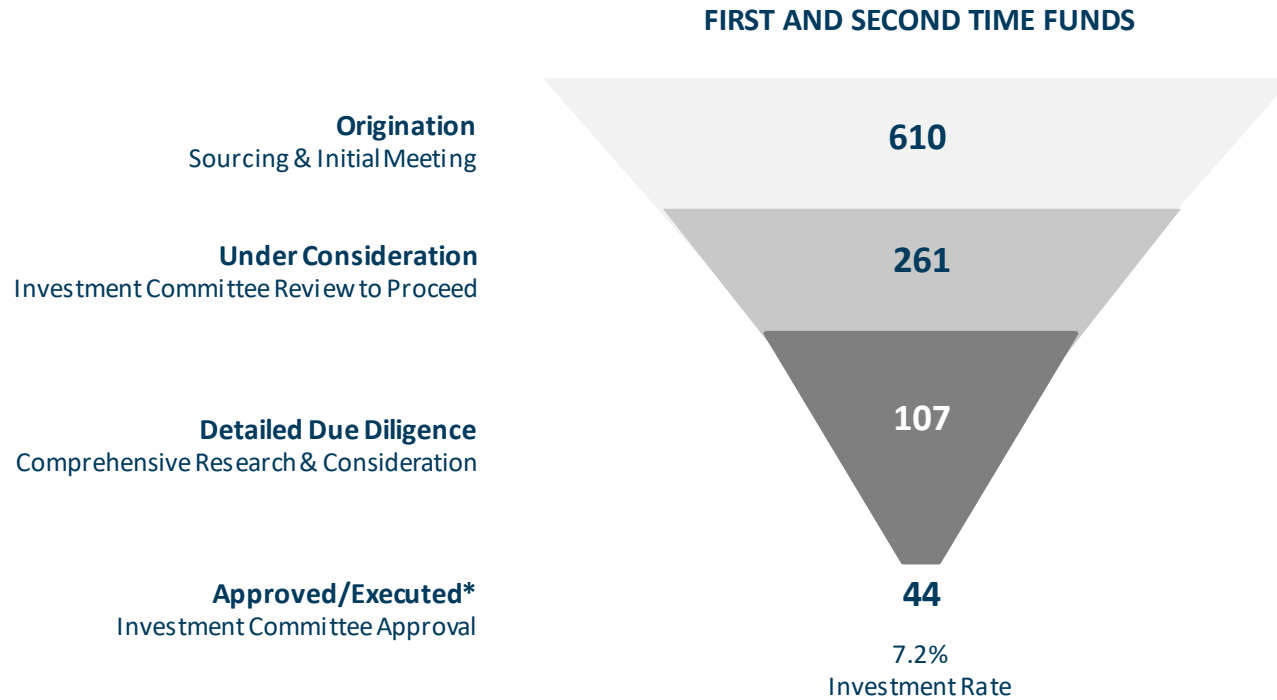 FIRST AND SECOND TIME FUNDS
Origination
Sourcing & Initial Meeting
610
Under Consideration
Investment Committee Review to Proceed
261
Detailed Due Diligence
Comprehensive Research & Consideration
107
Approved/Executed*
Investment Committee Approval
44
7.2%
Investment Rate